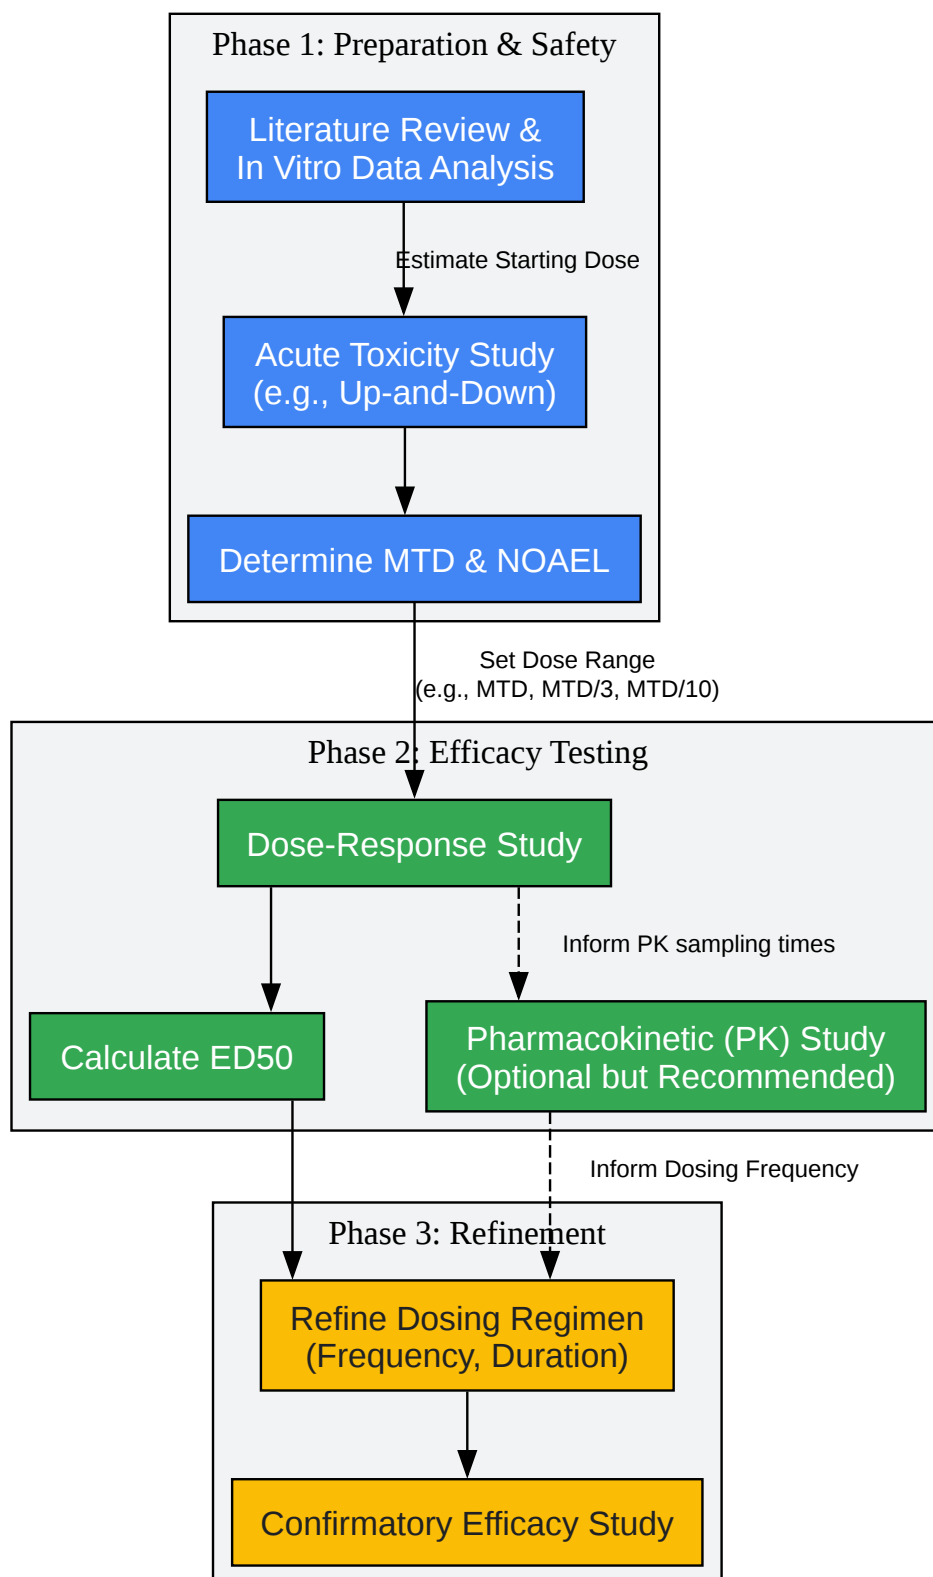 Phase 1: Preparation & Safety
Literature Review &
In Vitro Data Analysis
Estimate Starting Dose
Acute Toxicity Study
(e.g., Up-and-Down)
Determine MTD & NOAEL
Set Dose Range
(e.g., MTD, MTD/3, MTD/10)
Phase 2: Efficacy Testing
Dose-Response Study
Inform PK sampling times
Calculate ED50
Pharmacokinetic (PK) Study
(Optional but Recommended)
Inform Dosing Frequency
Phase 3: Refinement
Refine Dosing Regimen
(Frequency, Duration)
Confirmatory Efficacy Study